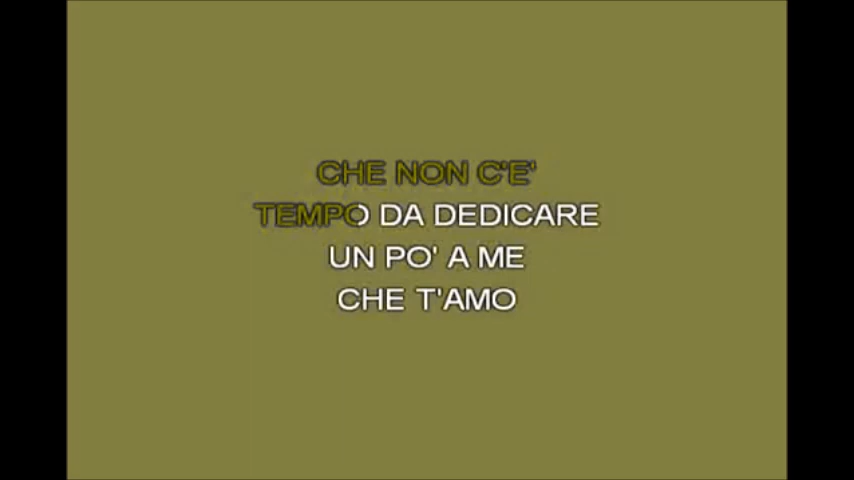 CHE NON C'E'
TEMPO DA DEDICARE
UN PO' A ME
CHE T'AMO